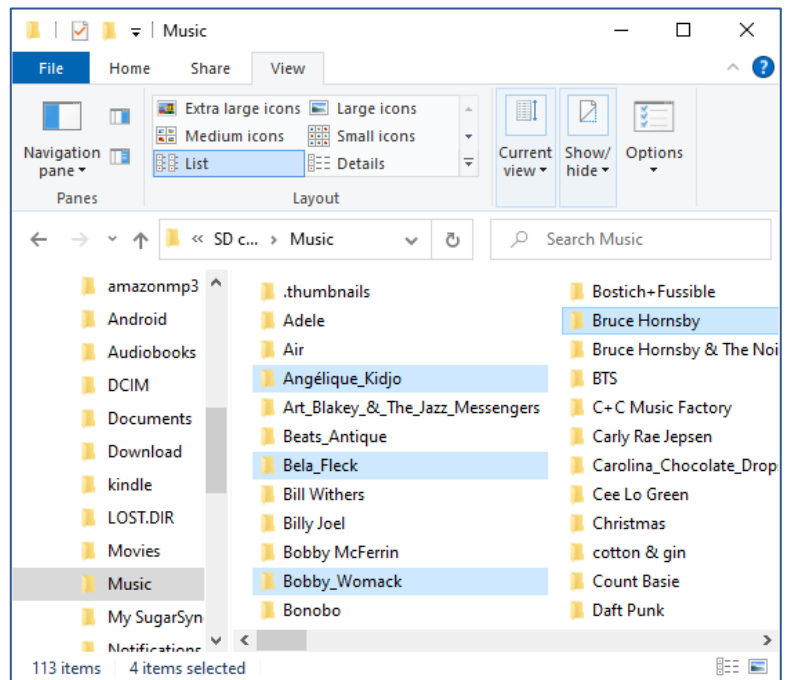 Music
File Home Share View
Extra large icons Large icons
Medium icons Small icons
List Details
Navigation pane
Current view
Show/ hide
Options
Panes
Layout
« SD c... › Music
Search Music
amazonmp3
Android
Audiobooks
DCIM
Documents
Download
kindle
LOST.DIR
Movies
Music
My SugarSyn
Notifications
.thumbnails
Adele
Air
Angélique_Kidjo
Art_Blakey_&_The_Jazz_Messengers
Beats_Antique
Bela_Fleck
Bill Withers
Billy Joel
Bobby McFerrin
Bobby_Womack
Bonobo
Bostich+Fussible
Bruce Hornsby
Bruce Hornsby & The Noi
BTS
C+C Music Factory
Carly Rae Jepsen
Carolina_Chocolate_Drop
Cee Lo Green
Christmas
cotton & gin
Count Basie
Daft Punk
113 items 4 items selected